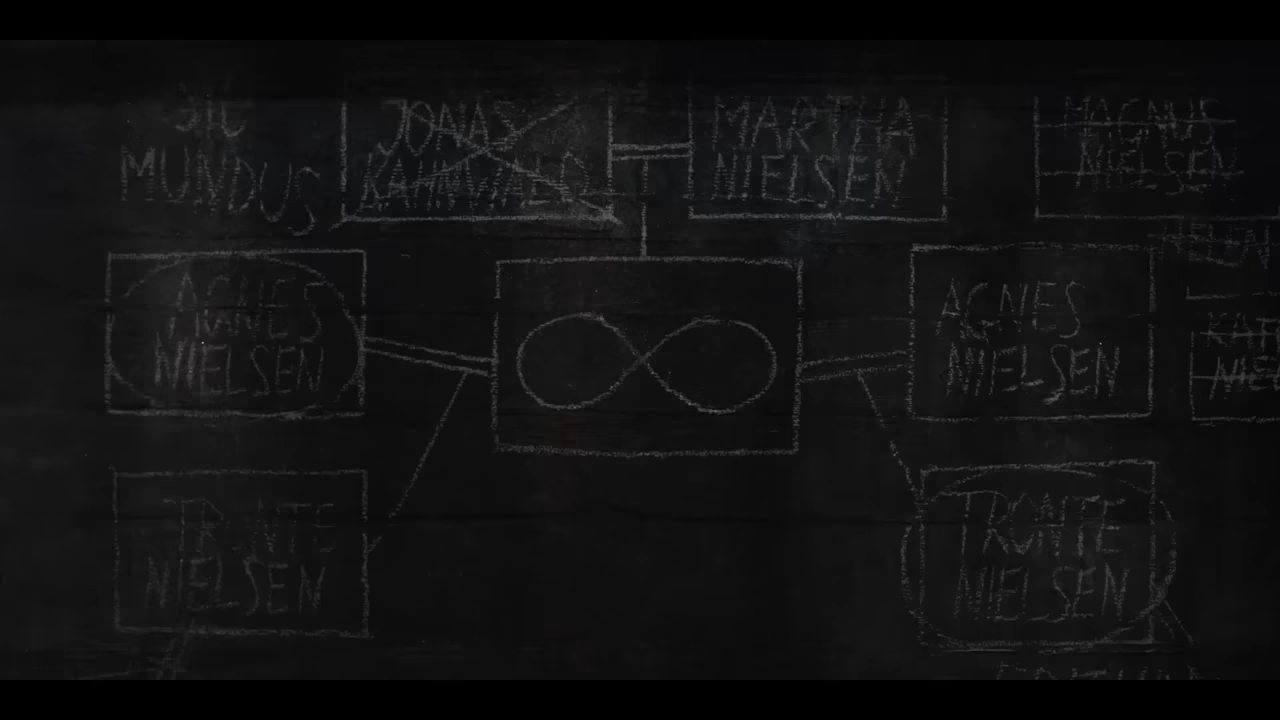 SIC
MUNDUS
JONAS
KAHNWALD
MARTHA
NIELSEN
MAGNUS
NIELSEN
AGNES
NIELSEN
∞
AGNES
NIELSEN
TRONTE
NIELSEN
TRONTE
NIELSEN